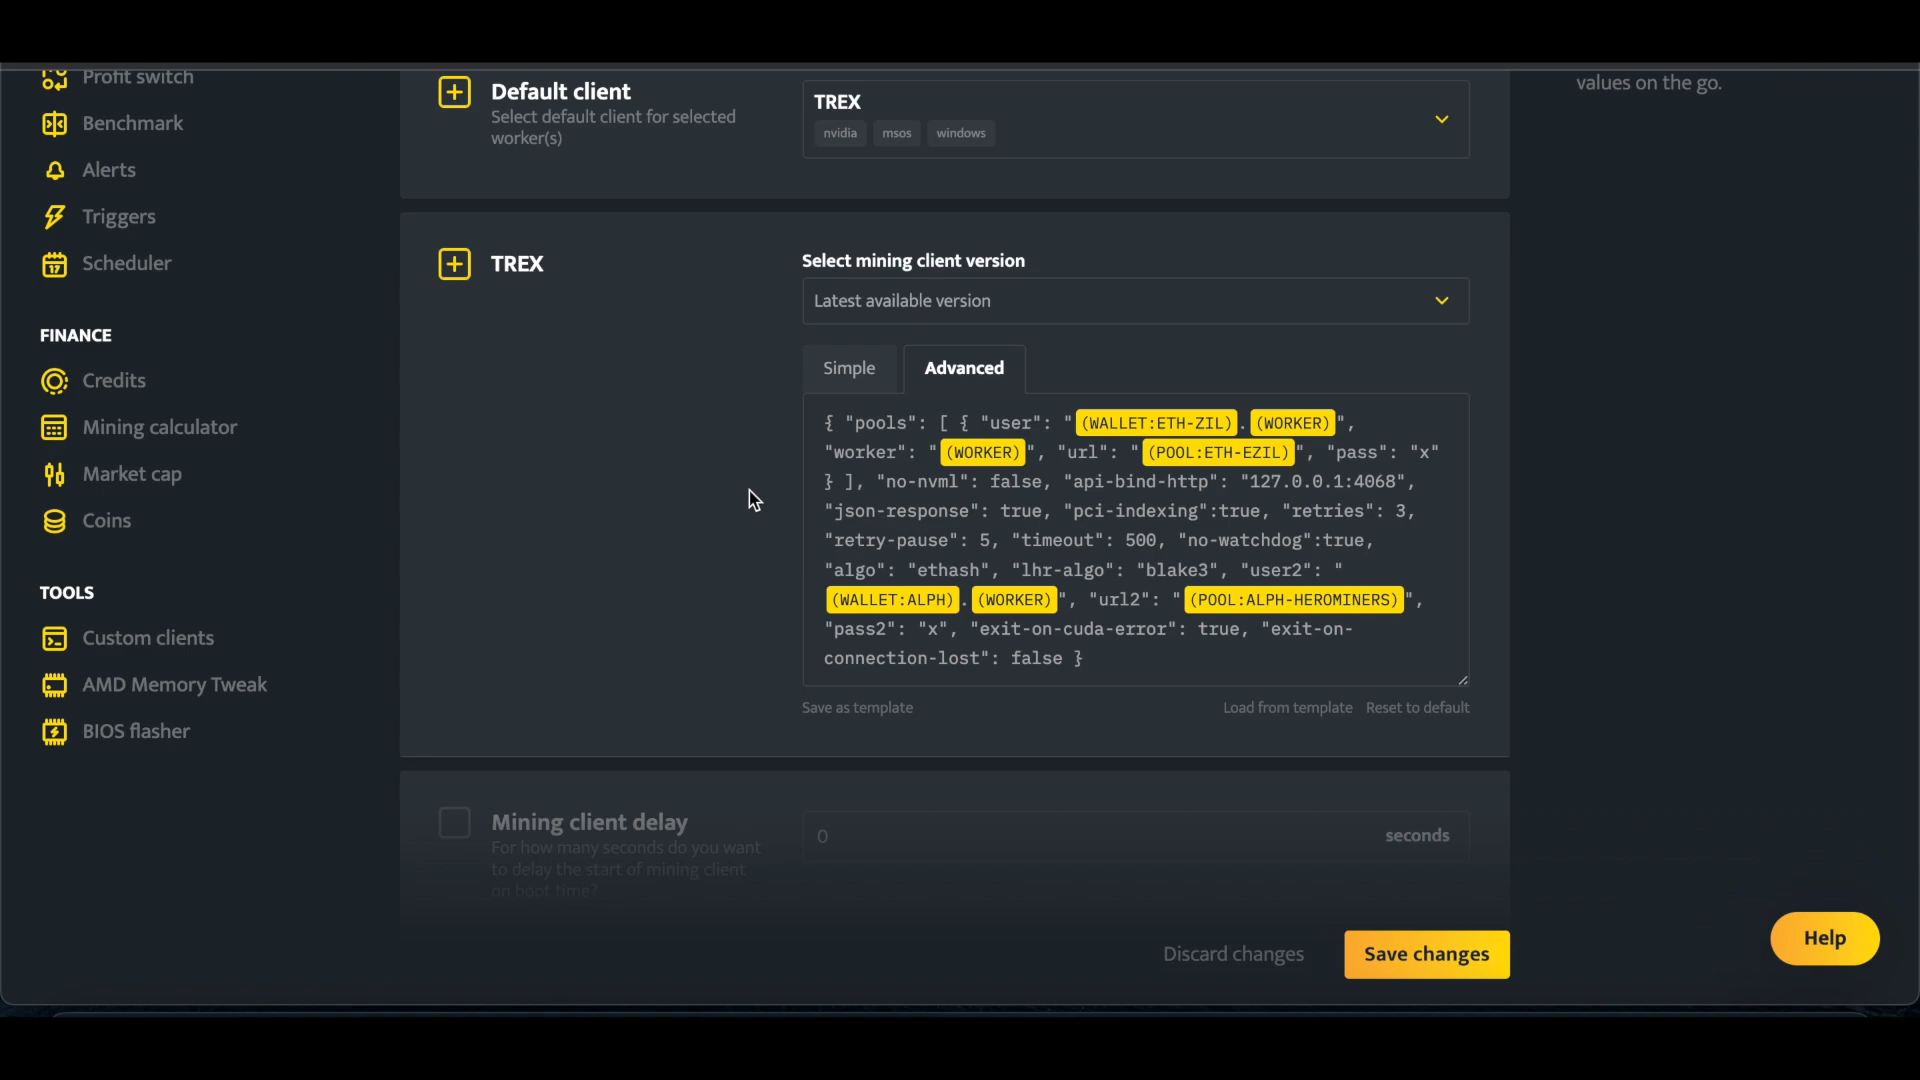 Profit switch
Benchmark
Alerts
Triggers
17
Scheduler
FINANCE
Credits
Mining calculator
Market cap
Coins
TOOLS
Custom clients
AMD Memory Tweak
BIOS flasher
Default client
Select default client for selected
worker(s)
TREX
nvidia msos windows
TREX
Select mining client version
Latest available version
Simple Advanced
{ "pools": [ { "user": "(WALLET:ETH-ZIL).(WORKER)",
"worker": "(WORKER)", "url": "(POOL:ETH-EZIL)", "pass": "x"
} ], "no-nvml": false, "api-bind-http": "127.0.0.1:4068",
"json-response": true, "pci-indexing":true, "retries": 3,
"retry-pause": 5, "timeout": 500, "no-watchdog":true,
"algo": "ethash", "lhr-algo": "blake3", "user2": "
(WALLET:ALPH).(WORKER)", "url2": "(POOL:ALPH-HEROMINERS)",
"pass2": "x", "exit-on-cuda-error": true, "exit-on-
connection-lost": false }
Save as template Load from template Reset to default
Mining client delay
For how many seconds do you want
to delay the start of mining client
on boot time?
0 seconds
Discard changes Save changes
values on the go.
Help